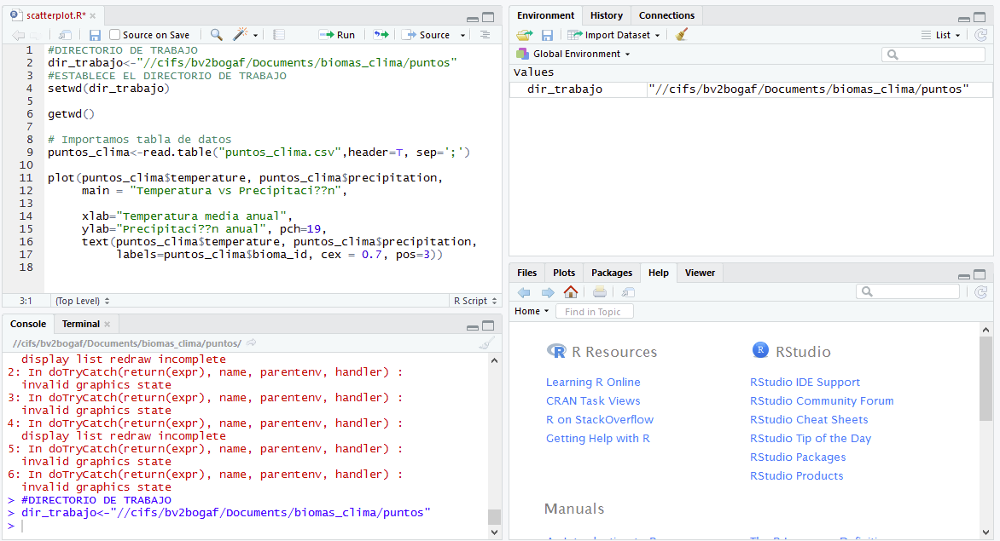 scatterplot.R*
Source on Save
Run
Source
1 #DIRECTORIO DE TRABAJO
2 dir_trabajo<-"//cifs/bv2bogaf/Documents/biomas_clima/puntos"
3 #ESTABLECE EL DIRECTORIO DE TRABAJO
4 setwd(dir_trabajo)
5
6 getwd()
7
8 # Importamos tabla de datos
9 puntos_clima<-read.table("puntos_clima.csv",header=T, sep=';')
10
11 plot(puntos_clima$temperature, puntos_clima$precipitation,
12 main = "Temperatura vs Precipitaci??n",
13
14 xlab="Temperatura media anual",
15 ylab="Precipitaci??n anual", pch=19,
16 text(puntos_clima$temperature, puntos_clima$precipitation,
17 labels=puntos_clima$bioma_id, cex = 0.7, pos=3))
18
3:1 (Top Level) R Script
Console Terminal
//cifs/bv2bogaf/Documents/biomas_clima/puntos/
display list redraw incomplete
2: In doTryCatch(return(expr), name, parentenv, handler) :
invalid graphics state
3: In doTryCatch(return(expr), name, parentenv, handler) :
invalid graphics state
4: In doTryCatch(return(expr), name, parentenv, handler) :
display list redraw incomplete
5: In doTryCatch(return(expr), name, parentenv, handler) :
invalid graphics state
6: In doTryCatch(return(expr), name, parentenv, handler) :
invalid graphics state
> #DIRECTORIO DE TRABAJO
> dir_trabajo<-"//cifs/bv2bogaf/Documents/biomas_clima/puntos"
>
Environment History Connections
Import Dataset List
Global Environment
Values
dir_trabajo "//cifs/bv2bogaf/Documents/biomas_clima/puntos"
Files Plots Packages Help Viewer
Home Find in Topic
R Resources
Learning R Online
CRAN Task Views
R on StackOverflow
Getting Help with R
RStudio
RStudio IDE Support
RStudio Community Forum
RStudio Cheat Sheets
RStudio Tip of the Day
RStudio Packages
RStudio Products
Manuals